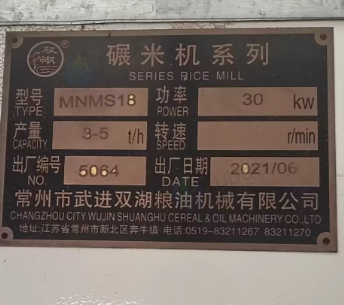 双湖
碾米机系列
SERIES RICE MILL
型号 TYPE MNMS18 功率 POWER 30 kw
产量 CAPACITY 3-5 t/h 转速 SPEED r/min
出厂编号 NO. 5064 出厂日期 DATE 2021/06
常州市武进双湖粮油机械有限公司
CHANGZHOU CITY WUJIN SHUANGHU CEREAL & OIL MACHINERY CO.,LTD
地址:江苏省常州市新北区奔牛镇 电话:0519-83211267 83211270